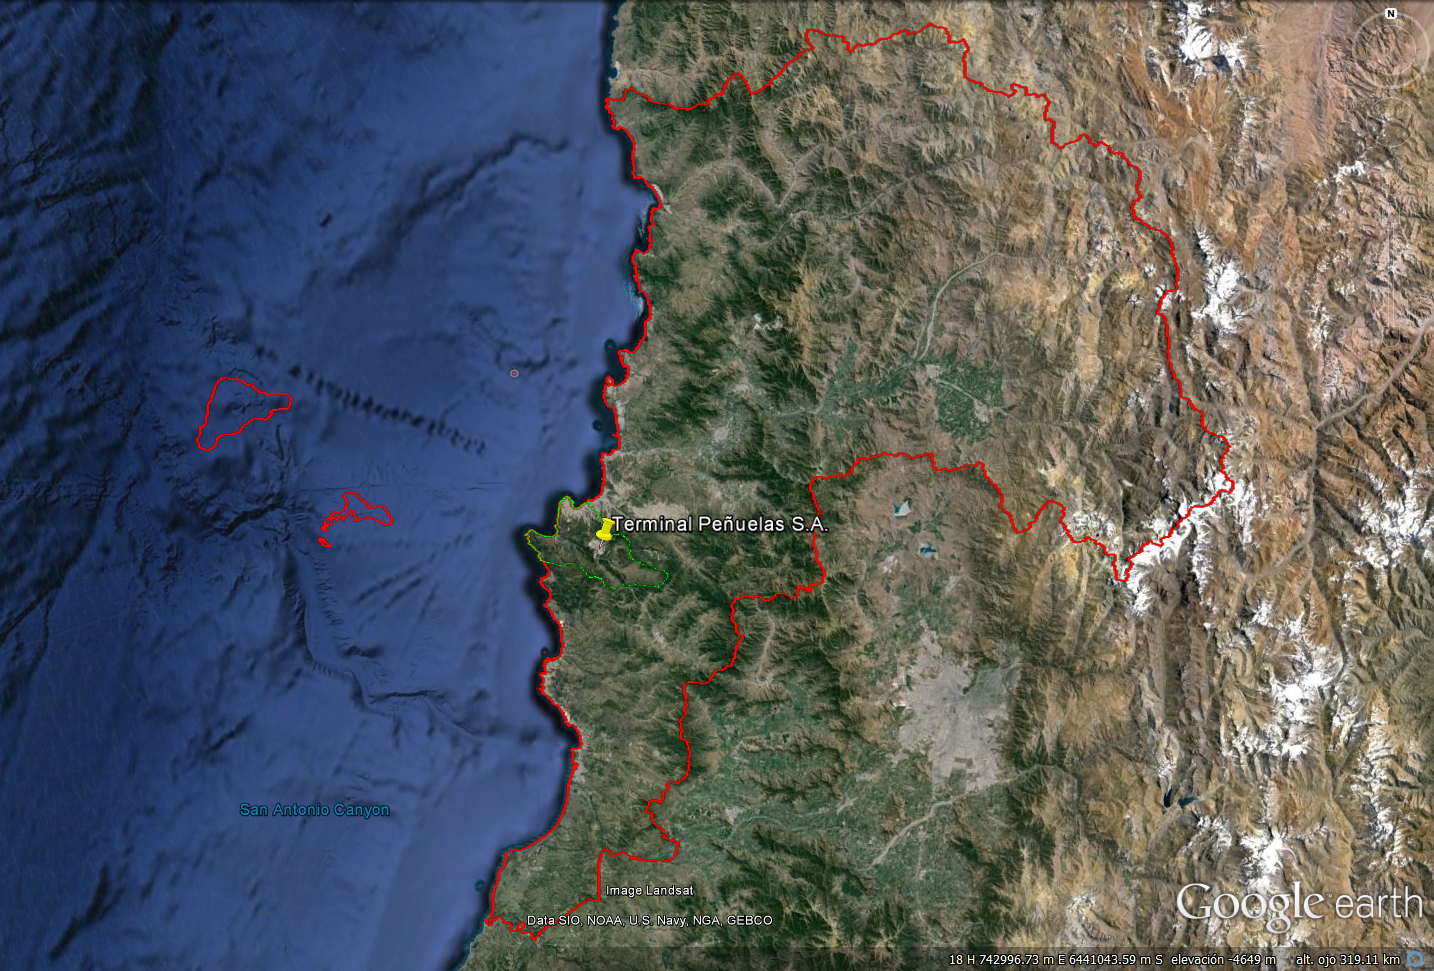 N
Terminal Peñuelas S.A.
San Antonio Canyon
Image Landsat
Data SIO, NOAA, U.S. Navy, NGA, GEBCO
Google earth
18 H 742996.73 m E 6441043.59 m S elevación -4649 m alt. ojo 319.11 km